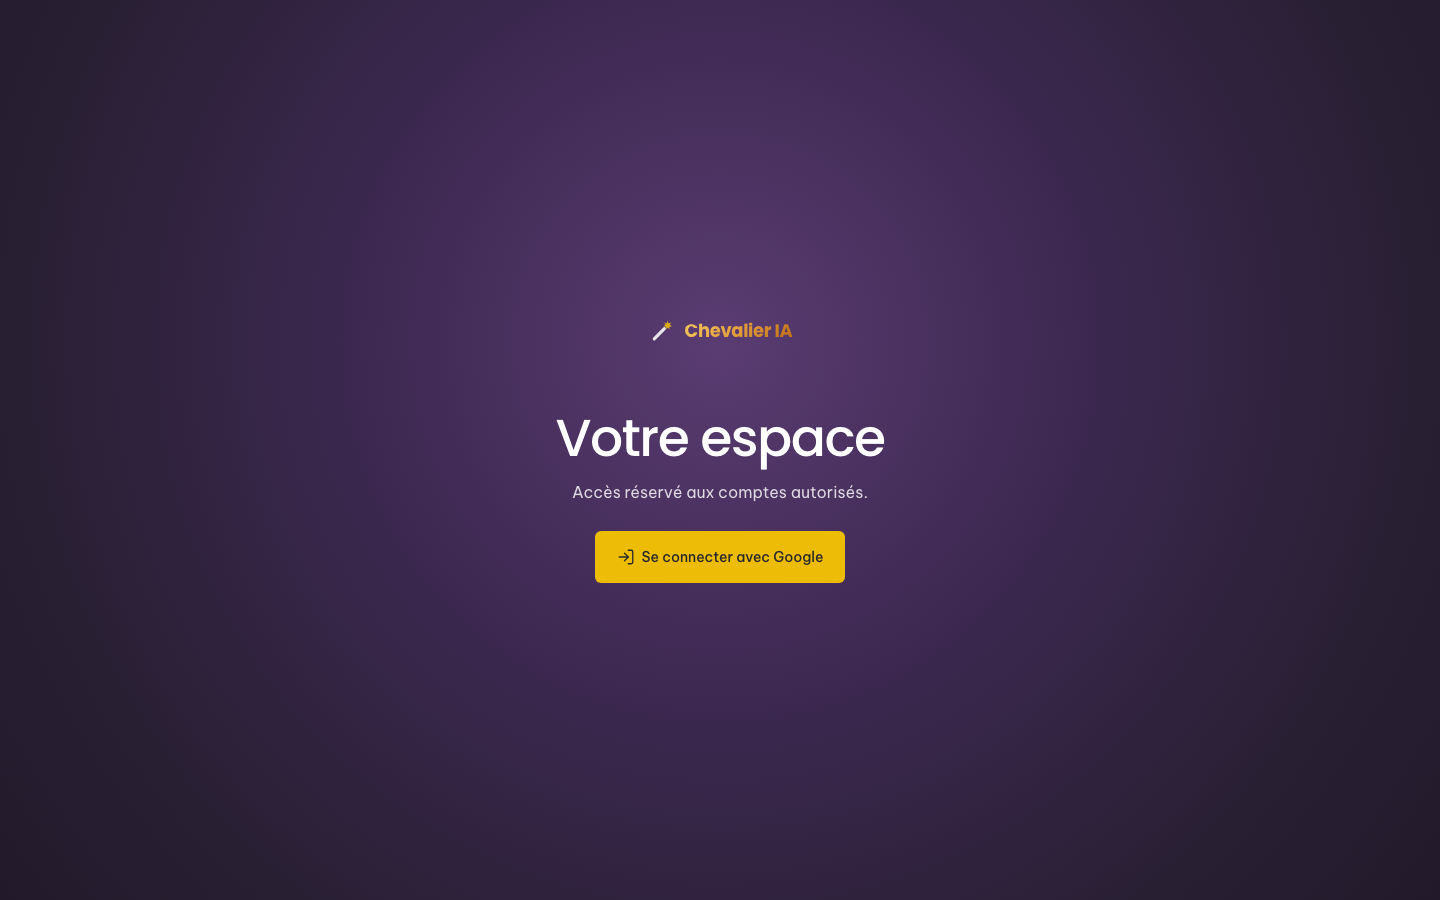 Chevalier IA
Votre espace
Accès réservé aux comptes autorisés.
Se connecter avec Google